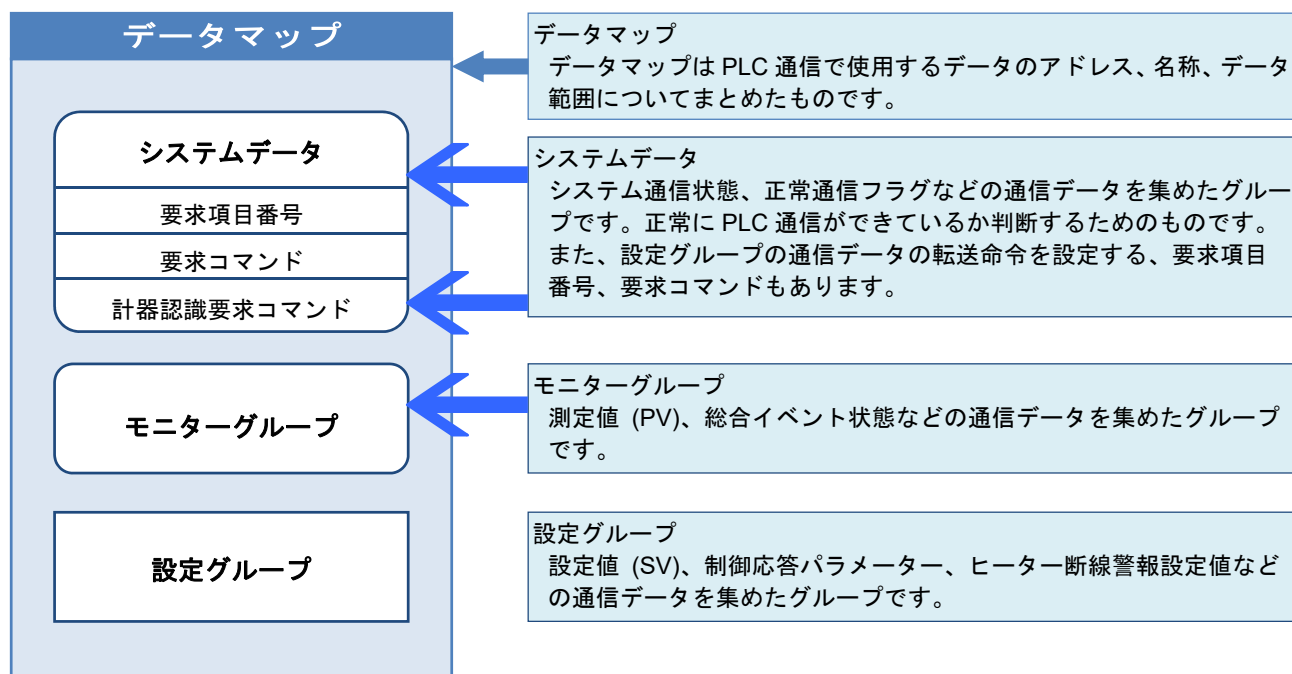 データマップ
システムデータ
要求項目番号
要求コマンド
計器認識要求コマンド
モニターグループ
設定グループ
データマップ
データマップは PLC 通信で使用するデータのアドレス、名称、データ
範囲についてまとめたものです。
システムデータ
システム通信状態、正常通信フラグなどの通信データを集めたグルー
プです。正常に PLC 通信ができているか判断するためのものです。
また、設定グループの通信データの転送命令を設定する、要求項目
番号、要求コマンドもあります。
モニターグループ
測定値 (PV)、総合イベント状態などの通信データを集めたグループ
です。
設定グループ
設定値 (SV)、制御応答パラメーター、ヒーター断線警報設定値など
の通信データを集めたグループです。